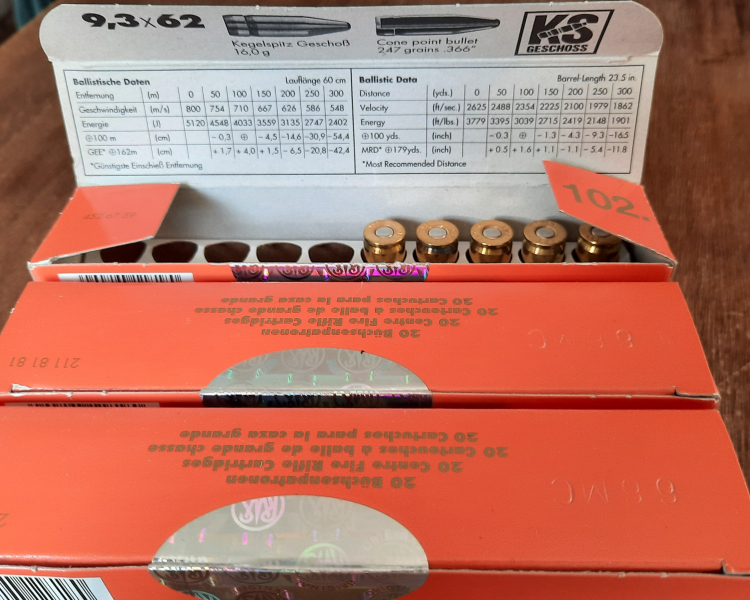 9,3x62
Kegelspitz Geschoß
16,0 g
Cone point bullet
247 grains .366"
KS
GESCHOSS
Ballistische Daten Lauflänge 60 cm
Entfernung (m) 0 50 100 150 200 250 300
Geschwindigkeit (m/s) 800 754 710 667 626 586 548
Energie (J) 5120 4548 4033 3559 3135 2747 2402
⊕100 m (cm) -0,3 ⊕ -4,5 -14,6 -30,9 -54,4
GEE* ⊕162m (cm) +1,7 +4,0 +1,5 -6,5 -20,8 -42,4
*Günstigste Einschieß Entfernung
Ballistic Data Barrel-Length 23.5 in.
Distance (yds.) 0 50 100 150 200 250 300
Velocity (ft/sec.) 2625 2488 2354 2225 2100 1979 1862
Energy (ft/lbs.) 3779 3395 3039 2715 2419 2148 1901
⊕100 yds. (inch) -0.3 ⊕ -1.3 -4.3 -9.3 -16.5
MRD* ⊕179yds. (inch) +0.5 +1.6 +1.1 -1.1 -5.4 -11.8
*Most Recommended Distance
102.
20 Büchsenpatronen
20 Centre Fire Rifle Cartridges
20 Cartouches à balle de grande chasse
20 Cartuchos para la caza grande
211 81 81
20 Büchsenpatronen
20 Centre Fire Rifle Cartridges
20 Cartouches à balle de grande chasse
20 Cartuchos para la caza grande
RWS